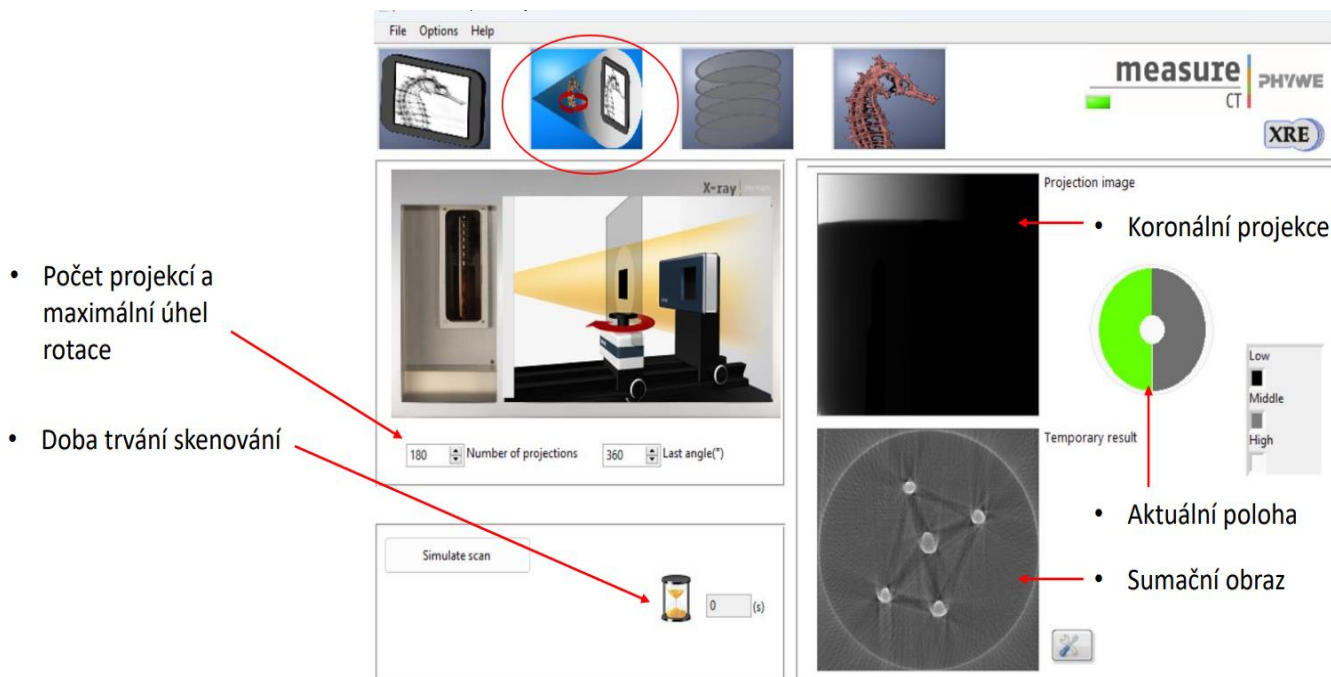 File Options Help
measure
CT
PHYWE
XRE
X-ray
Projection image
• Koronální projekce
• Počet projekcí a
maximální úhel
rotace
Low
Middle
High
• Doba trvání skenování
180 Number of projections 360 Last angle(°)
Temporary result
• Aktuální poloha
Simulate scan
0 (s)
• Sumační obraz